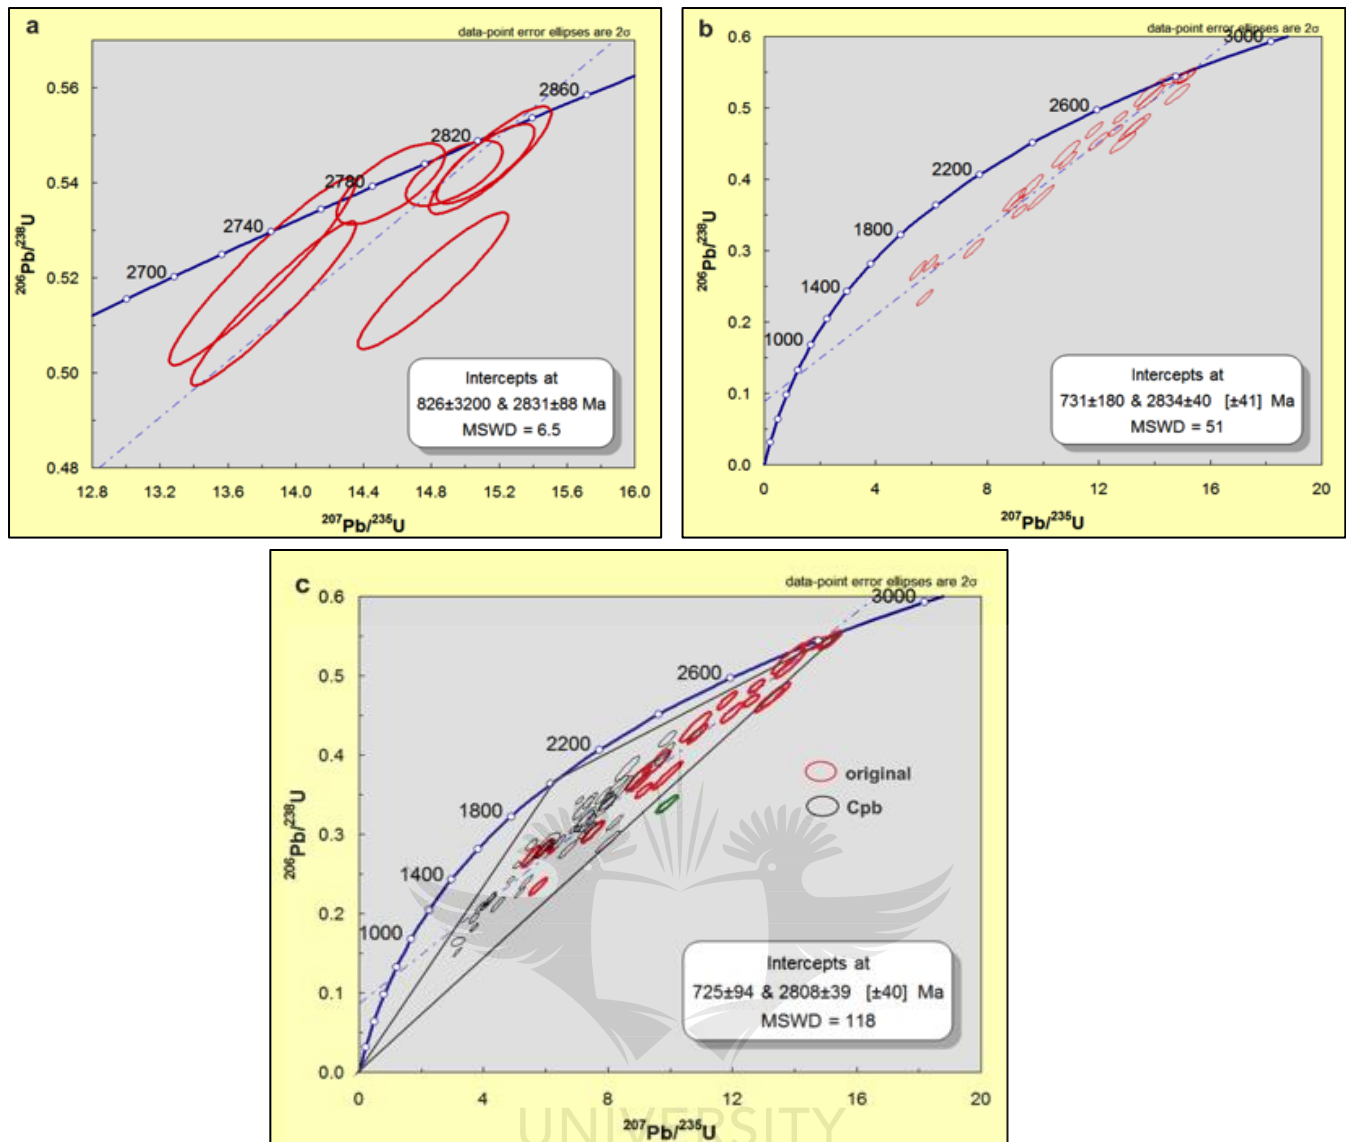 a
data-point error ellipses are 2σ
0.56
0.54
0.52
0.50
0.48
2860
2820
2780
2740
2700
²⁰⁶Pb/²³⁸U
Intercepts at
826±3200 & 2831±88 Ma
MSWD = 6.5
12.8 13.2 13.6 14.0 14.4 14.8 15.2 15.6 16.0
²⁰⁷Pb/²³⁵U
b
data-point error ellipses are 2σ
0.6
0.5
0.4
0.3
0.2
0.1
0.0
3000
2600
2200
1800
1400
1000
²⁰⁶Pb/²³⁸U
Intercepts at
731±180 & 2834±40 [±41] Ma
MSWD = 51
0 4 8 12 16 20
²⁰⁷Pb/²³⁵U
c
data-point error ellipses are 2σ
0.6
0.5
0.4
0.3
0.2
0.1
0.0
3000
2600
2200
1800
1400
1000
²⁰⁶Pb/²³⁸U
original
Cpb
Intercepts at
725±94 & 2808±39 [±40] Ma
MSWD = 118
0 4 8 12 16 20
²⁰⁷Pb/²³⁵U
UNIVERSITY